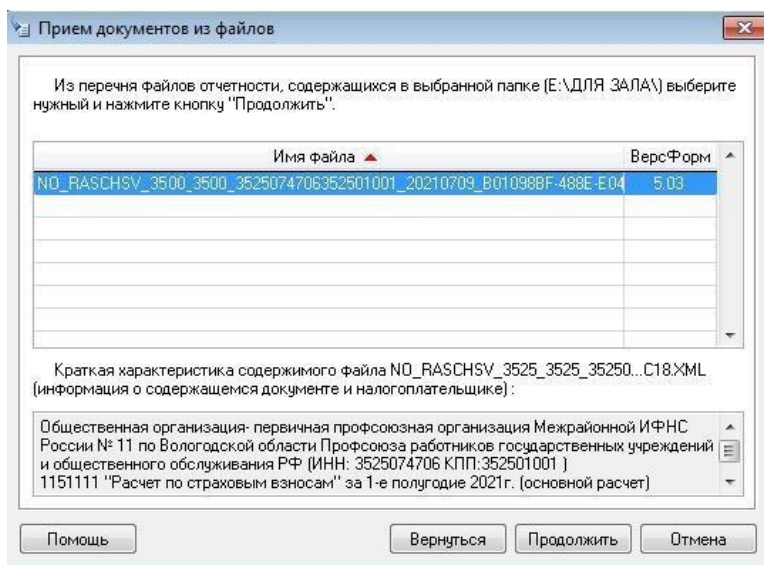 Прием документов из файлов
Из перечня файлов отчетности, содержащихся в выбранной папке (E:\ДЛЯ ЗАЛА\) выберите
нужный и нажмите кнопку "Продолжить".
Имя файла ВерсФорм
NO_RASCHSV_3500_3500_3525074706352501001_20210709_B01098BF-488E-E04 5.03
Краткая характеристика содержимого файла NO_RASCHSV_3525_3525_35250...C18.XML
(информация о содержащемся документе и налогоплательщике) :
Общественная организация- первичная профсоюзная организация Межрайонной ИФНС
России № 11 по Вологодской области Профсоюза работников государственных учреждений
и общественного обслуживания РФ (ИНН: 3525074706 КПП:352501001 )
1151111 "Расчет по страховым взносам" за 1-е полугодие 2021г. (основной расчет)
Помощь Вернуться Продолжить Отмена